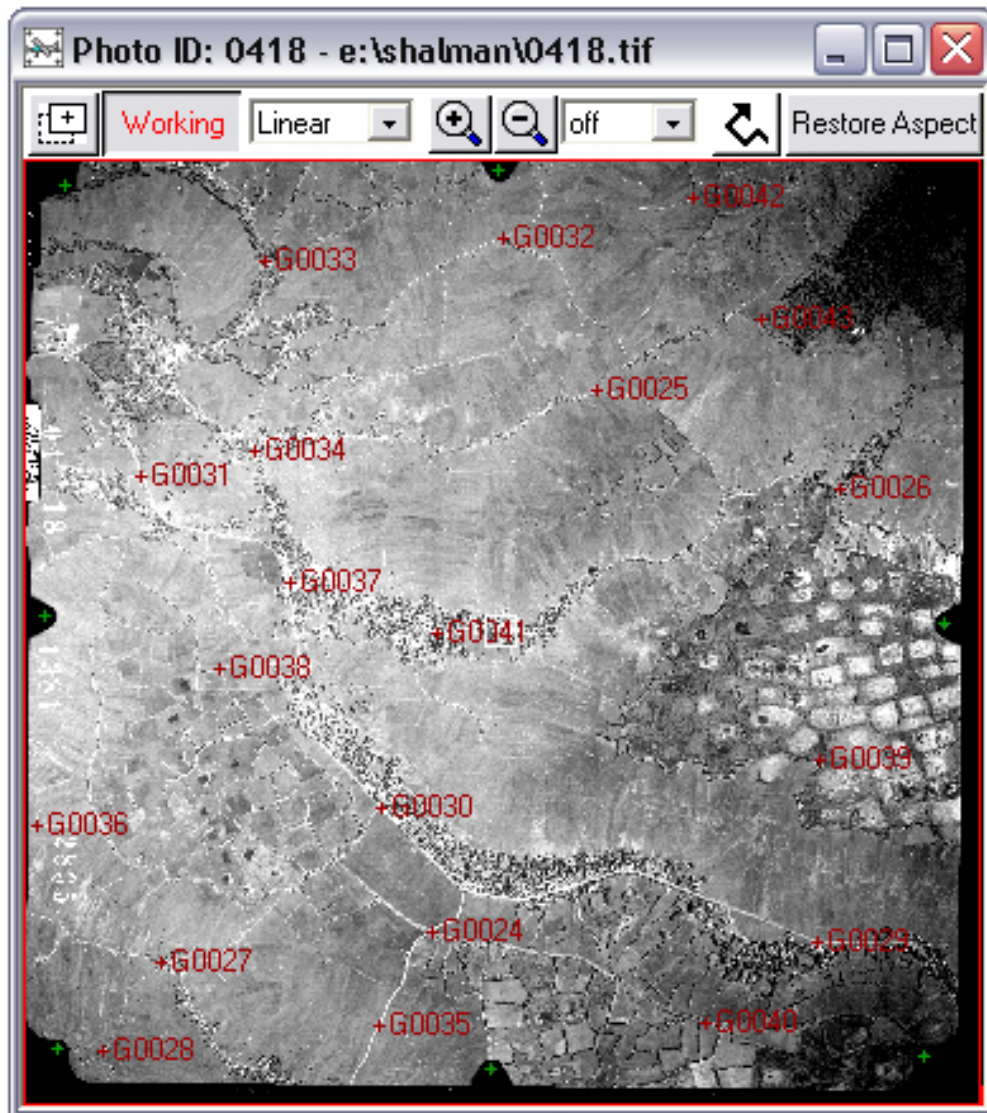 Photo ID: 0418 - e:\shalman\0418.tif
Working Linear off Restore Aspect
+G0042
+G0032
+G0033
+G0043
+G0025
+G0034
+G0031
+G0026
+G0037
+G0041
+G0038
+G0039
+G0030
+G0036
+G0024
+G0029
+G0027
+G0035
+G0040
+G0028